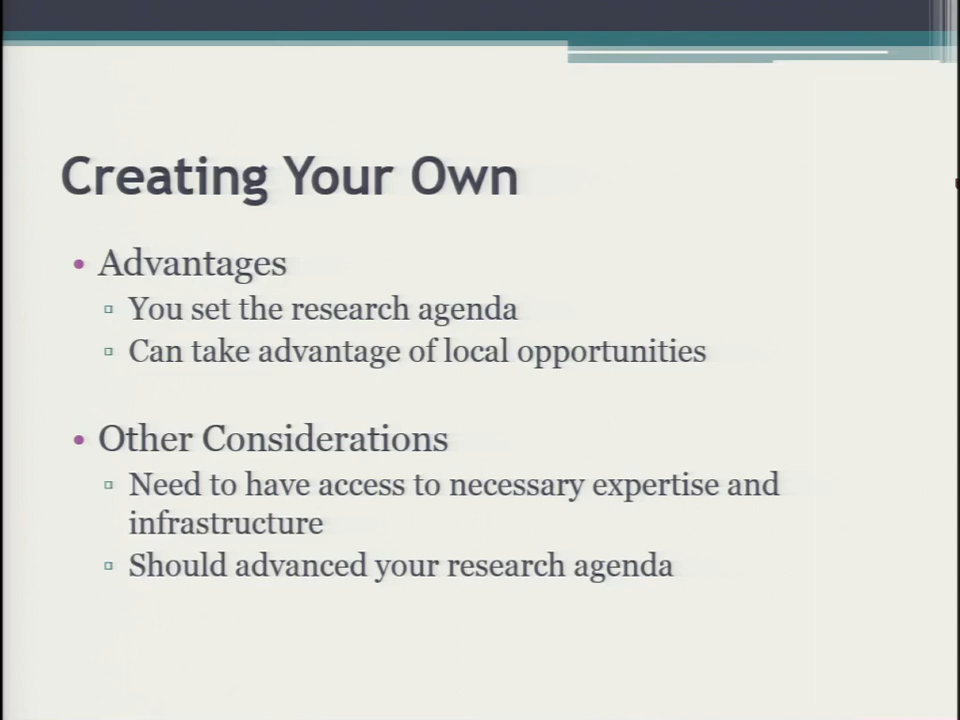 Creating Your Own
• Advantages
▫ You set the research agenda
▫ Can take advantage of local opportunities
• Other Considerations
▫ Need to have access to necessary expertise and
infrastructure
▫ Should advanced your research agenda